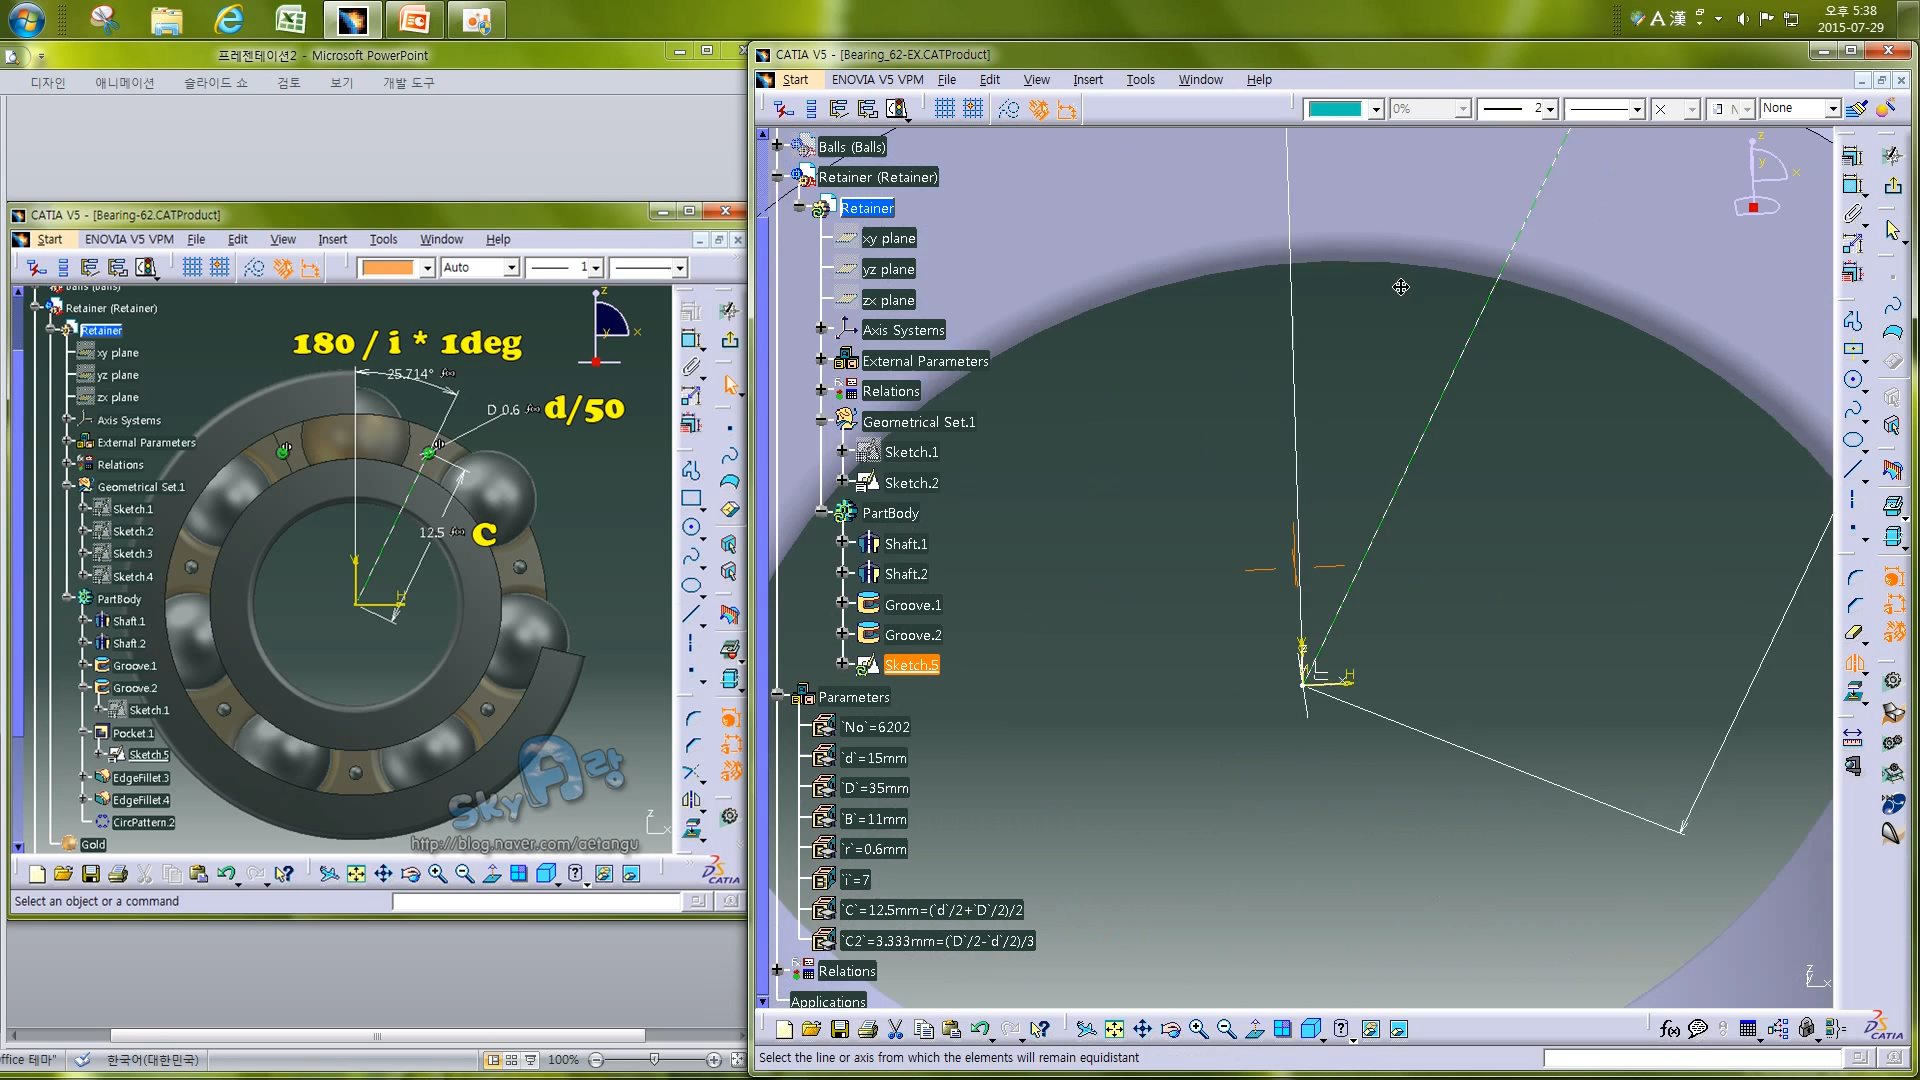 오후 5:38
2015-07-29
A 漢
프레젠테이션2 - Microsoft PowerPoint
디자인 애니메이션 슬라이드 쇼 검토 보기 개발 도구
CATIA V5 - [Bearing-62.CATProduct]
Start ENOVIA V5 VPM File Edit View Insert Tools Window Help
Auto 1
Balls (Balls)
Retainer (Retainer)
Retainer
xy plane
yz plane
zx plane
Axis Systems
External Parameters
Relations
Geometrical Set.1
Sketch.1
Sketch.2
Sketch.3
Sketch.4
PartBody
Shaft.1
Shaft.2
Groove.1
Groove.2
Sketch.1
Pocket.1
Sketch.5
EdgeFillet.3
EdgeFillet.4
CircPattern.2
Gold
180 / i * 1deg
25.714°
D 0.6
d/50
12.5
C
H
z
x
y
Sky A랑
http://blog.naver.com/aetangu
CATIA
Select an object or a command
한국어(대한민국)
100%
CATIA V5 - [Bearing_62-EX.CATProduct]
Start ENOVIA V5 VPM File Edit View Insert Tools Window Help
0% 2 None
Balls (Balls)
Retainer (Retainer)
Retainer
xy plane
yz plane
zx plane
Axis Systems
External Parameters
Relations
Geometrical Set.1
Sketch.1
Sketch.2
PartBody
Shaft.1
Shaft.2
Groove.1
Groove.2
Sketch.5
Parameters
`No`=6202
`d`=15mm
`D`=35mm
`B`=11mm
`r`=0.6mm
`i`=7
`C`=12.5mm=(`d`/2+`D`/2)/2
`C2`=3.333mm=(`D`/2-`d`/2)/3
Relations
Applications
H
z
y
x
CATIA
Select the line or axis from which the elements will remain equidistant